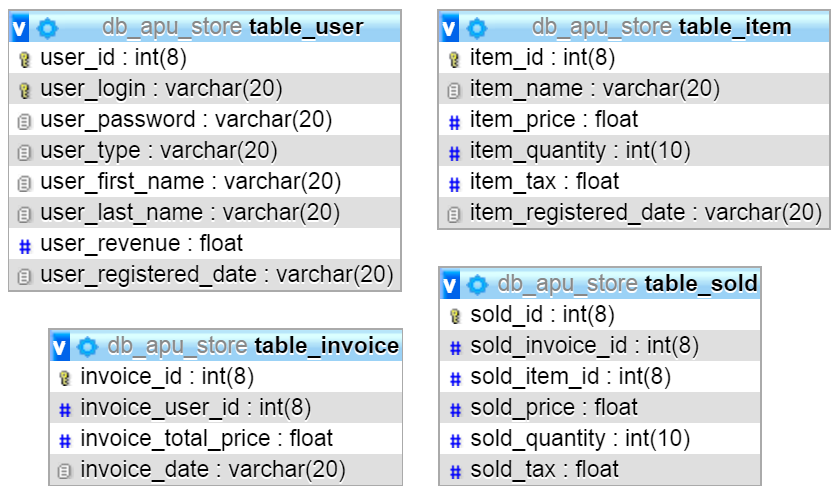 db_apu_store table_user
user_id : int(8)
user_login : varchar(20)
user_password : varchar(20)
user_type : varchar(20)
user_first_name : varchar(20)
user_last_name : varchar(20)
# user_revenue : float
user_registered_date : varchar(20)
db_apu_store table_item
item_id : int(8)
item_name : varchar(20)
# item_price : float
# item_quantity : int(10)
# item_tax : float
item_registered_date : varchar(20)
db_apu_store table_invoice
invoice_id : int(8)
# invoice_user_id : int(8)
# invoice_total_price : float
invoice_date : varchar(20)
db_apu_store table_sold
sold_id : int(8)
# sold_invoice_id : int(8)
# sold_item_id : int(8)
# sold_price : float
# sold_quantity : int(10)
# sold_tax : float